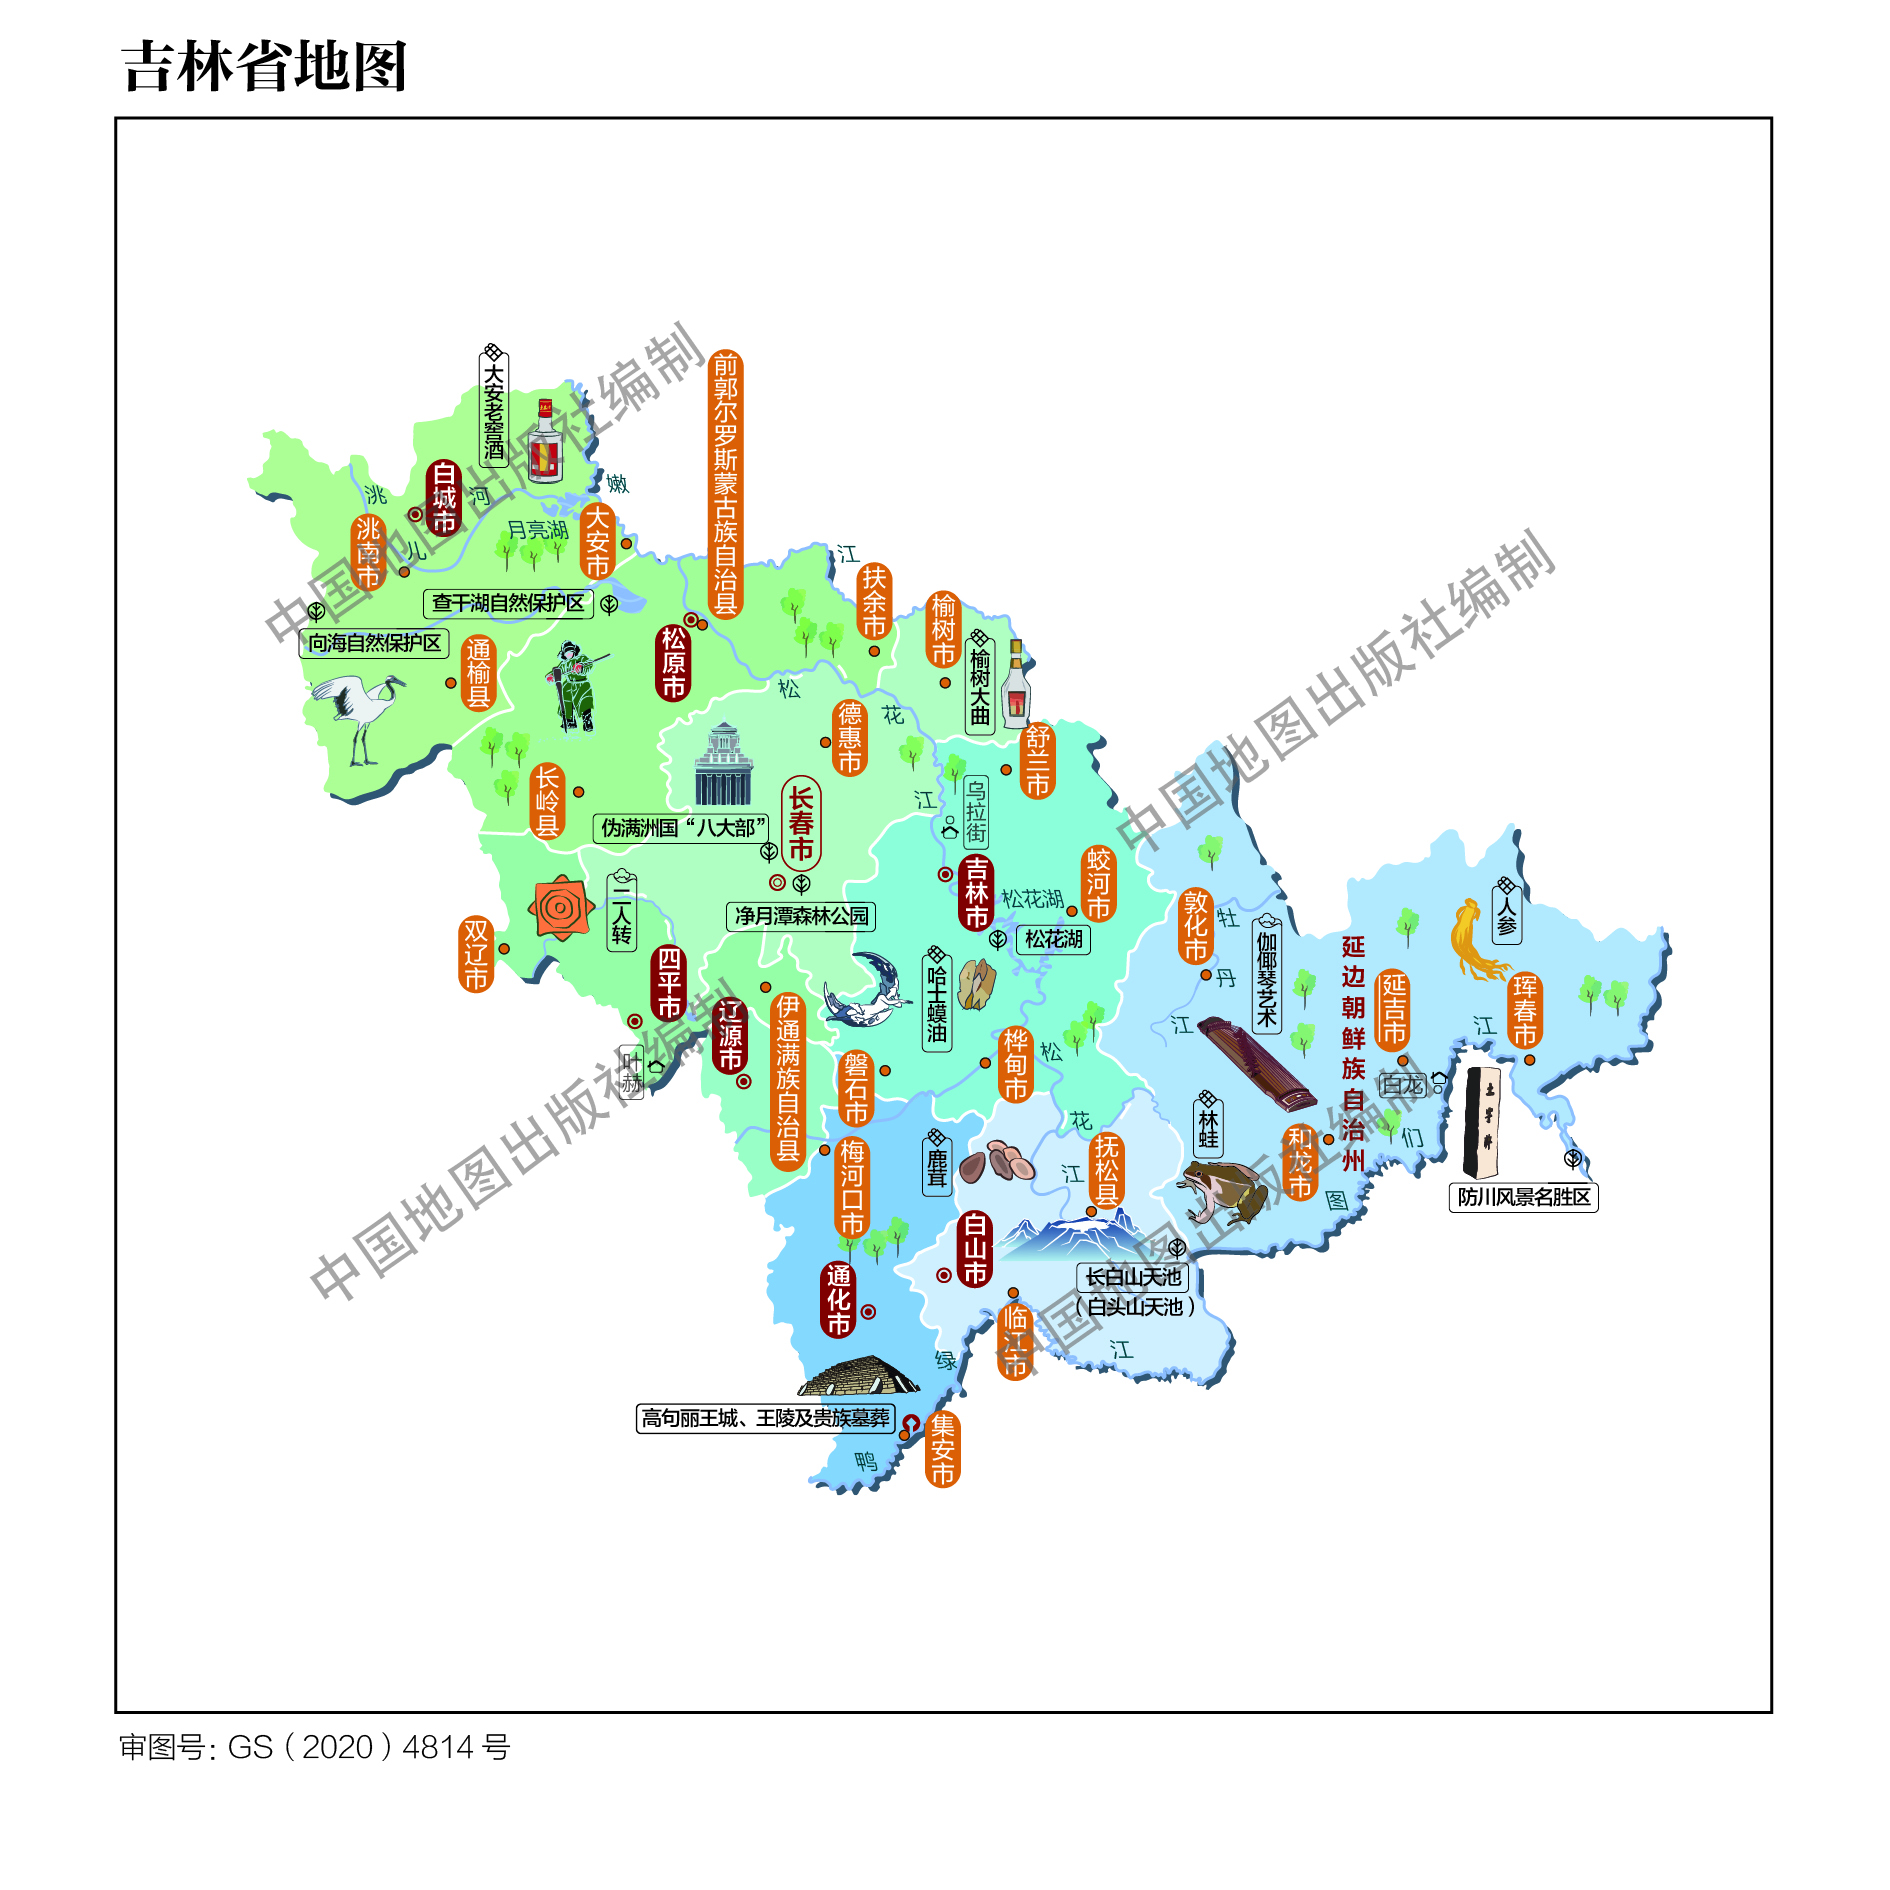 吉林省地图
大安老窖酒
前郭尔罗斯蒙古族自治县
白城市
洮
河
嫩
洮南市
儿
月亮湖
大安市
江
扶余市
榆树市
查干湖自然保护区
向海自然保护区
通榆县
松原市
榆树大曲
松
花
德惠市
舒兰市
长岭县
江
乌拉街
伪满洲国“八大部”
长春市
吉林市
蛟河市
松花湖
松花湖
净月潭森林公园
二人转
双辽市
四平市
敦化市
牡
丹
江
伽倻琴艺术
延边朝鲜族自治州
人参
延吉市
珲春市
江
辽源市
伊通满族自治县
哈士蟆油
叶赫
磐石市
桦甸市
松
花
江
白龙
土字牌
林蛙
和龙市
们
图
防川风景名胜区
梅河口市
鹿茸
抚松县
白山市
长白山天池
（白头山天池）
通化市
临江市
江
绿
高句丽王城、王陵及贵族墓葬
集安市
鸭
中国地图出版社编制
中国地图出版社编制
中国地图出版社编制
中国地图出版社编制
审图号：GS（2020）4814 号